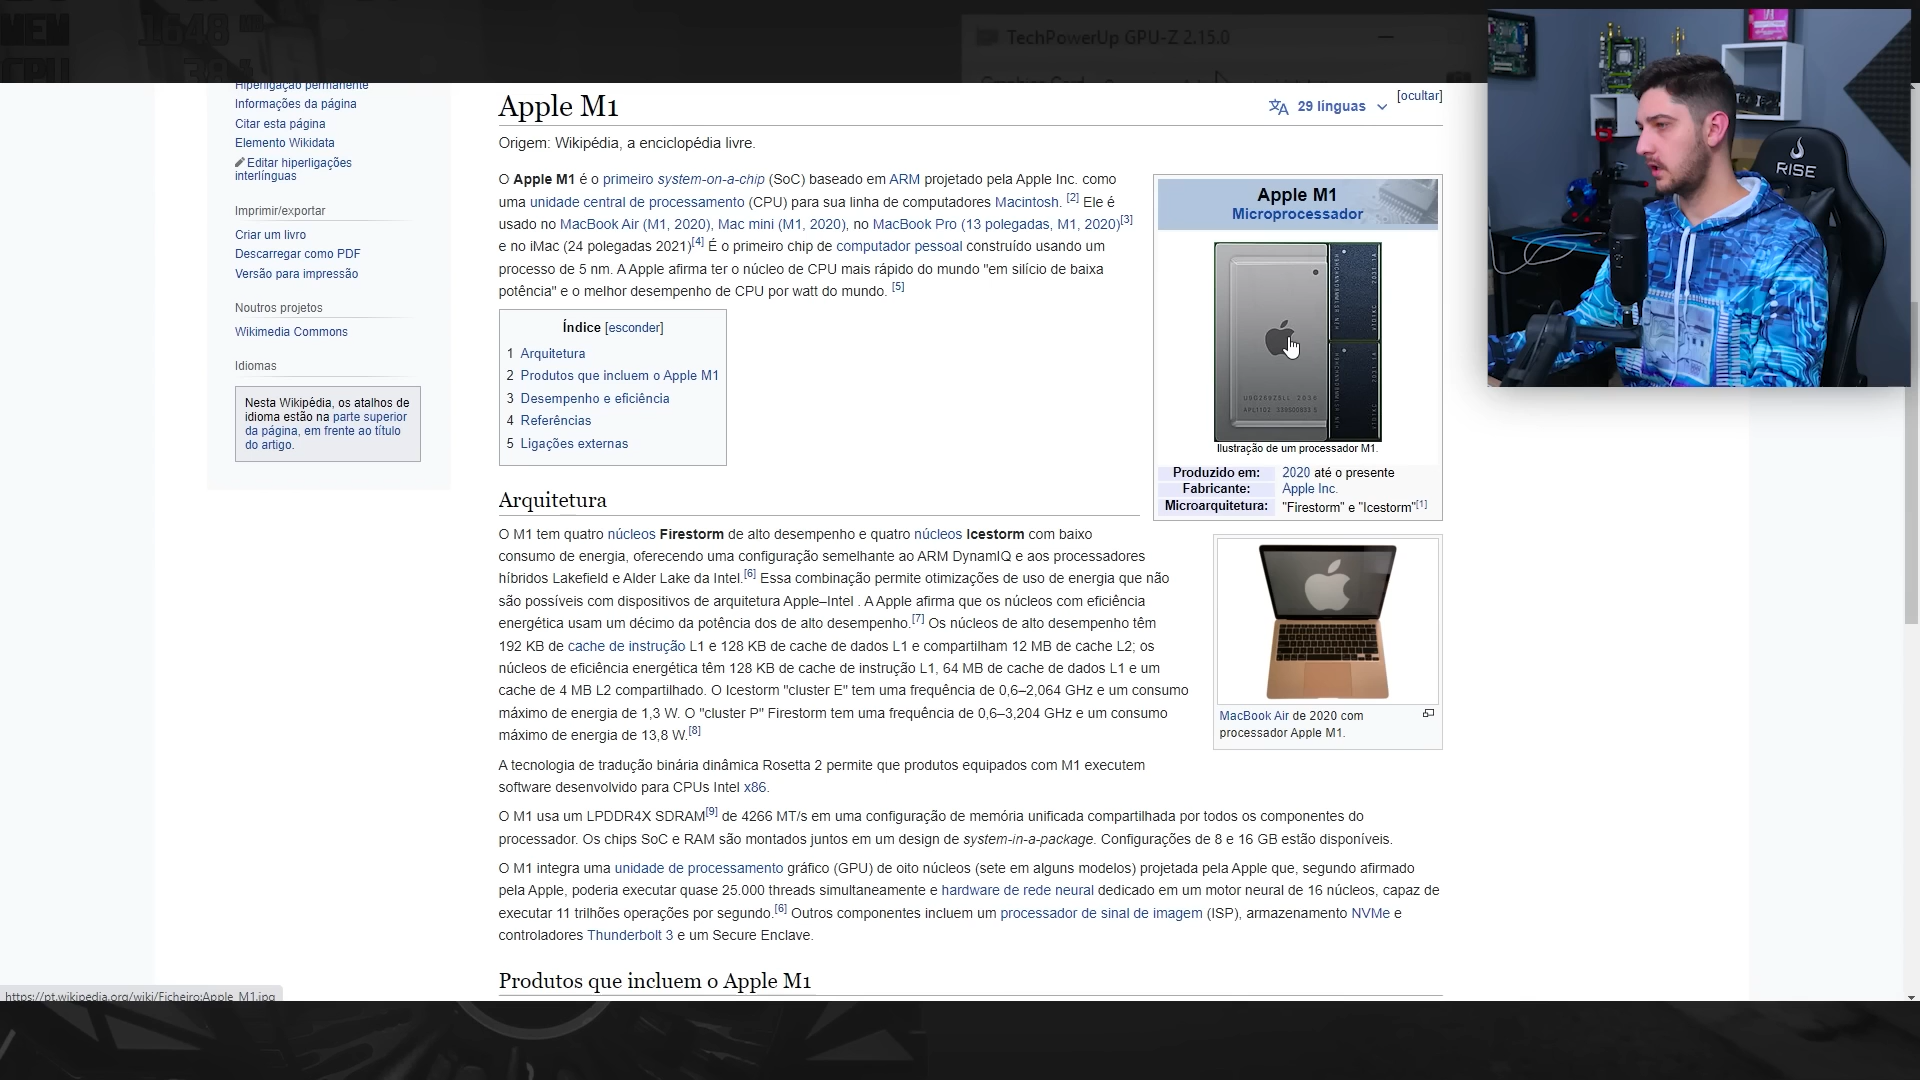 MEM 1648
CPU
TechPowerUp GPU-Z 2.15.0
Hiperligação permanente
Informações da página
Citar esta página
Elemento Wikidata
Editar hiperligações
interlínguas
Imprimir/exportar
Criar um livro
Descarregar como PDF
Versão para impressão
Noutros projetos
Wikimedia Commons
Idiomas
Nesta Wikipédia, os atalhos de
idioma estão na parte superior
da página, em frente ao título
do artigo.
Apple M1
29 línguas
[ocultar]
Origem: Wikipédia, a enciclopédia livre.
O Apple M1 é o primeiro system-on-a-chip (SoC) baseado em ARM projetado pela Apple Inc. como
uma unidade central de processamento (CPU) para sua linha de computadores Macintosh. [2] Ele é
usado no MacBook Air (M1, 2020), Mac mini (M1, 2020), no MacBook Pro (13 polegadas, M1, 2020)[3]
e no iMac (24 polegadas 2021)[4] É o primeiro chip de computador pessoal construído usando um
processo de 5 nm. A Apple afirma ter o núcleo de CPU mais rápido do mundo "em silício de baixa
potência" e o melhor desempenho de CPU por watt do mundo. [5]
Índice [esconder]
1 Arquitetura
2 Produtos que incluem o Apple M1
3 Desempenho e eficiência
4 Referências
5 Ligações externas
Apple M1
Microprocessador
Ilustração de um processador M1.
Produzido em: 2020 até o presente
Fabricante: Apple Inc.
Microarquitetura: "Firestorm" e "Icestorm"[1]
Arquitetura
O M1 tem quatro núcleos Firestorm de alto desempenho e quatro núcleos Icestorm com baixo
consumo de energia, oferecendo uma configuração semelhante ao ARM DynamIQ e aos processadores
híbridos Lakefield e Alder Lake da Intel.[6] Essa combinação permite otimizações de uso de energia que não
são possíveis com dispositivos de arquitetura Apple–Intel . A Apple afirma que os núcleos com eficiência
energética usam um décimo da potência dos de alto desempenho.[7] Os núcleos de alto desempenho têm
192 KB de cache de instrução L1 e 128 KB de cache de dados L1 e compartilham 12 MB de cache L2; os
núcleos de eficiência energética têm 128 KB de cache de instrução L1, 64 MB de cache de dados L1 e um
cache de 4 MB L2 compartilhado. O Icestorm "cluster E" tem uma frequência de 0,6–2,064 GHz e um consumo
máximo de energia de 1,3 W. O "cluster P" Firestorm tem uma frequência de 0,6–3,204 GHz e um consumo
máximo de energia de 13,8 W.[8]
MacBook Air de 2020 com
processador Apple M1.
A tecnologia de tradução binária dinâmica Rosetta 2 permite que produtos equipados com M1 executem
software desenvolvido para CPUs Intel x86.
O M1 usa um LPDDR4X SDRAM[9] de 4266 MT/s em uma configuração de memória unificada compartilhada por todos os componentes do
processador. Os chips SoC e RAM são montados juntos em um design de system-in-a-package. Configurações de 8 e 16 GB estão disponíveis.
O M1 integra uma unidade de processamento gráfico (GPU) de oito núcleos (sete em alguns modelos) projetada pela Apple que, segundo afirmado
pela Apple, poderia executar quase 25.000 threads simultaneamente e hardware de rede neural dedicado em um motor neural de 16 núcleos, capaz de
executar 11 trilhões operações por segundo.[6] Outros componentes incluem um processador de sinal de imagem (ISP), armazenamento NVMe e
controladores Thunderbolt 3 e um Secure Enclave.
Produtos que incluem o Apple M1
https://pt.wikipedia.org/wiki/Ficheiro:Apple_M1.jpg
RISE